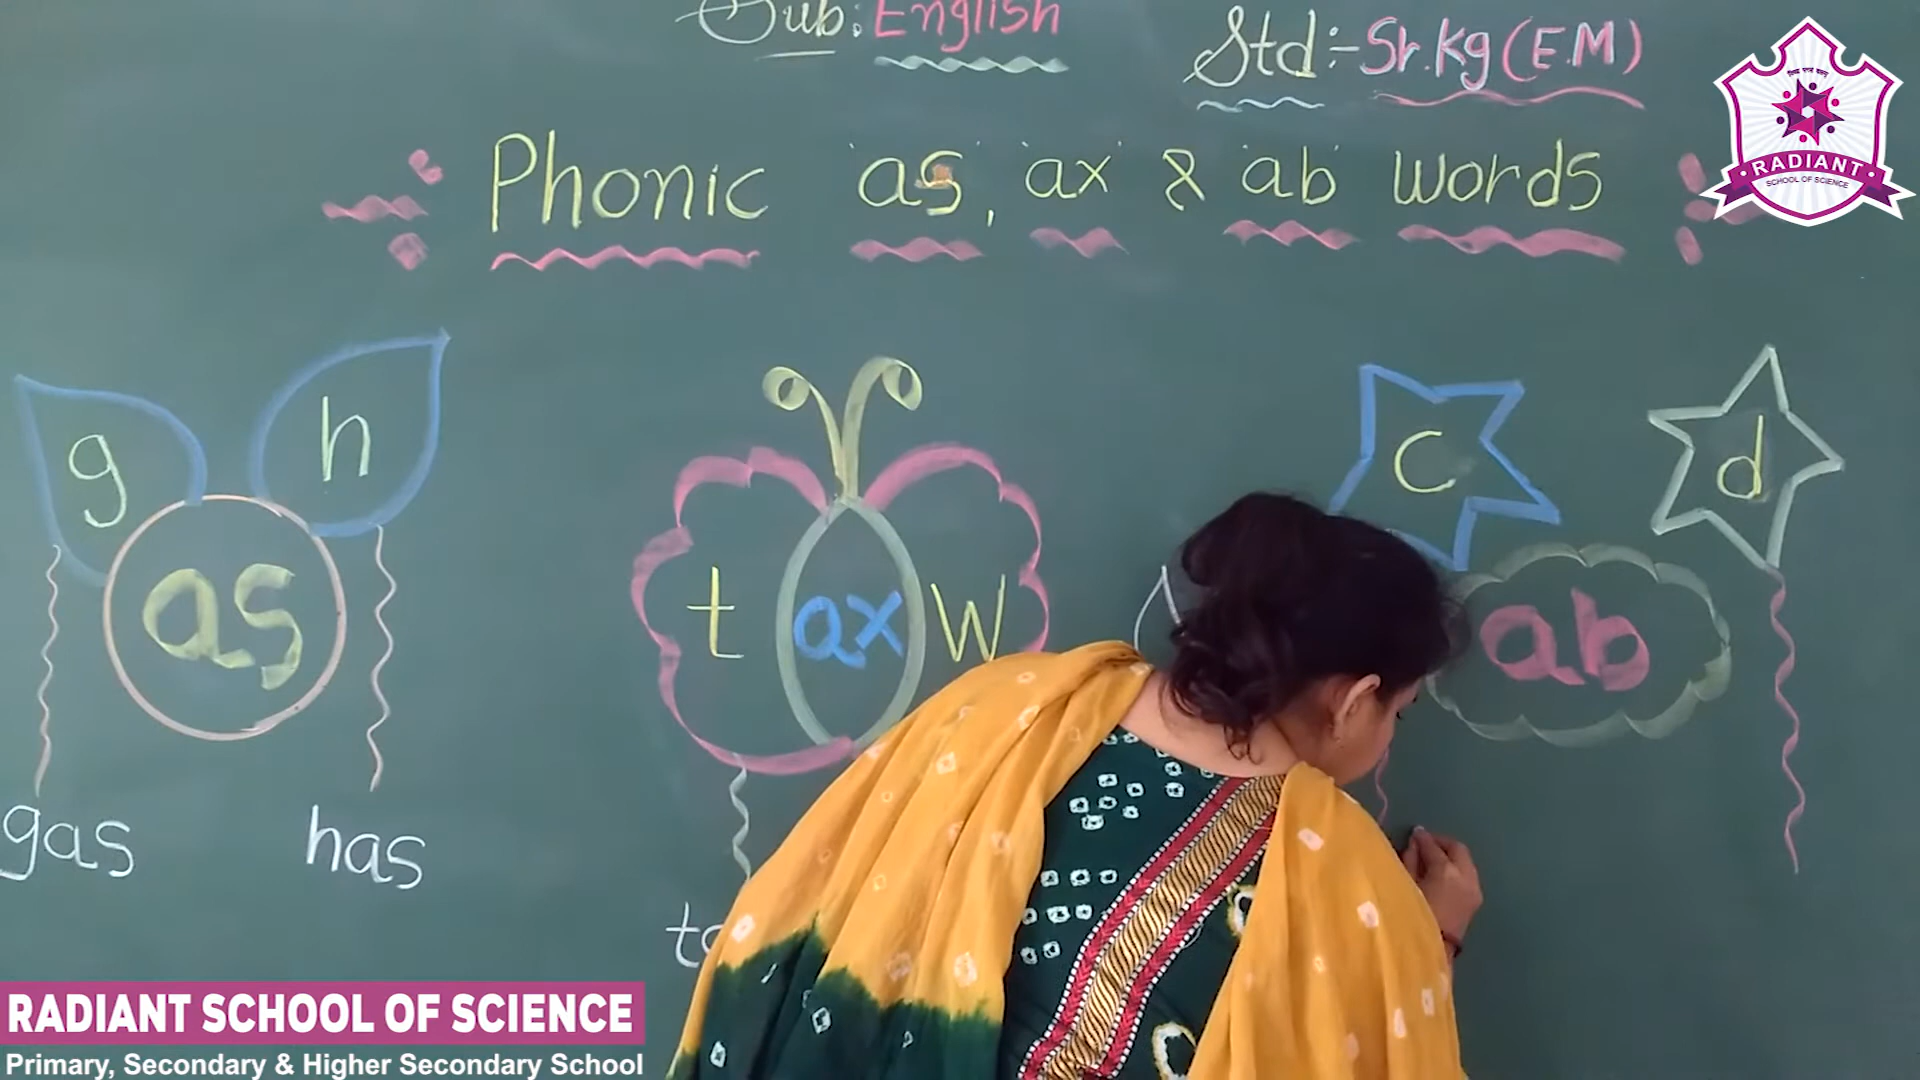 Sub: English
Std :- Sr.Kg (E.M)
Phonic 'as', 'ax' & 'ab' words
RADIANT
SCHOOL OF SCIENCE
g
h
as
t
ax
w
c
d
ab
gas
has
RADIANT SCHOOL OF SCIENCE
Primary, Secondary & Higher Secondary School